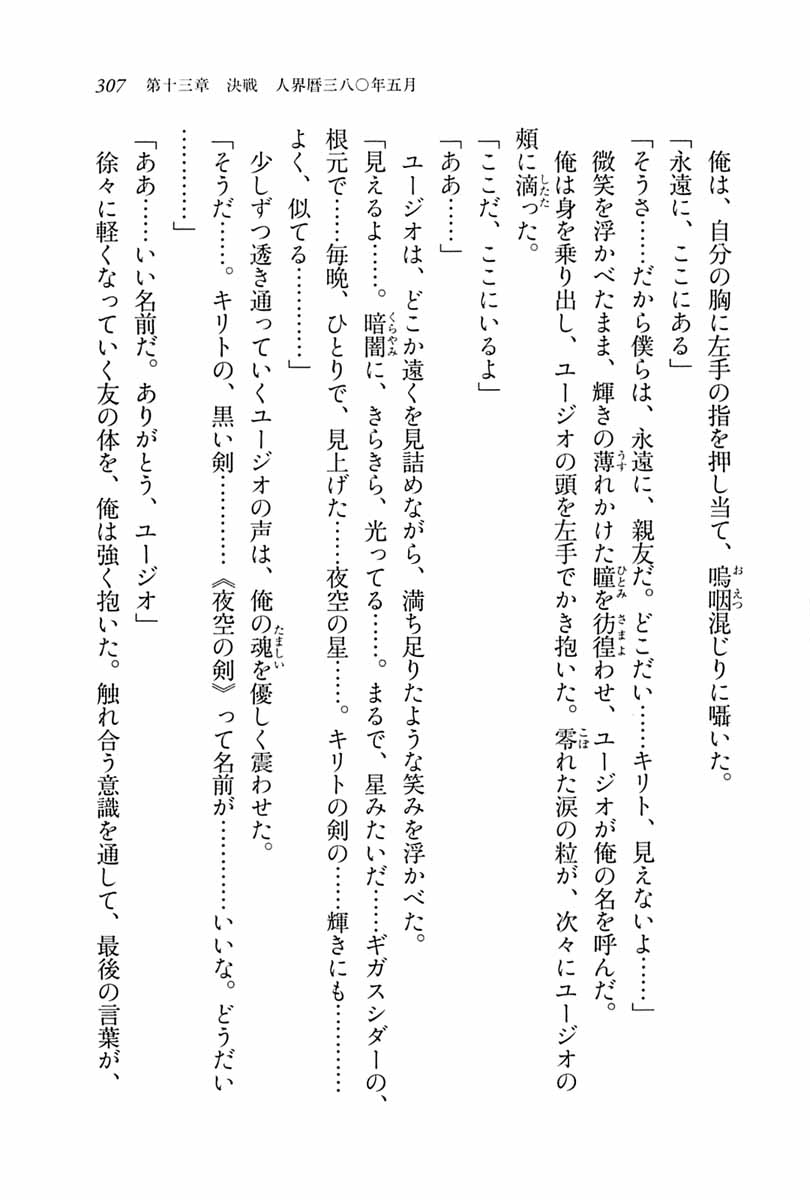 307 第十三章 決戦 人界暦三八〇年五月
俺は、自分の胸に左手の指を押し当て、嗚咽混じりに囁いた。
「永遠に、ここにある」
「そうさ……だから僕らは、永遠に、親友だ。どこだい……キリト、見えないよ……」
微笑を浮かべたまま、輝きの薄れかけた瞳を彷徨わせ、ユージオが俺の名を呼んだ。
俺は身を乗り出し、ユージオの頭を左手でかき抱いた。零れた涙の粒が、次々にユージオの
頰に滴った。
「ここだ、ここにいるよ」
「ああ……」
ユージオは、どこか遠くを見詰めながら、満ち足りたような笑みを浮かべた。
「見えるよ……。暗闇に、きらきら、光ってる……。まるで、星みたいだ……ギガスシダーの、
根元で……毎晩、ひとりで、見上げた……夜空の星……。キリトの剣の……輝きにも…………
よく、似てる…………」
少しずつ透き通っていくユージオの声は、俺の魂を優しく震わせた。
「そうだ……。キリトの、黒い剣…………《夜空の剣》って名前が…………いいな。どうだい
…………」
「ああ……いい名前だ。ありがとう、ユージオ」
徐々に軽くなっていく友の体を、俺は強く抱いた。触れ合う意識を通して、最後の言葉が、